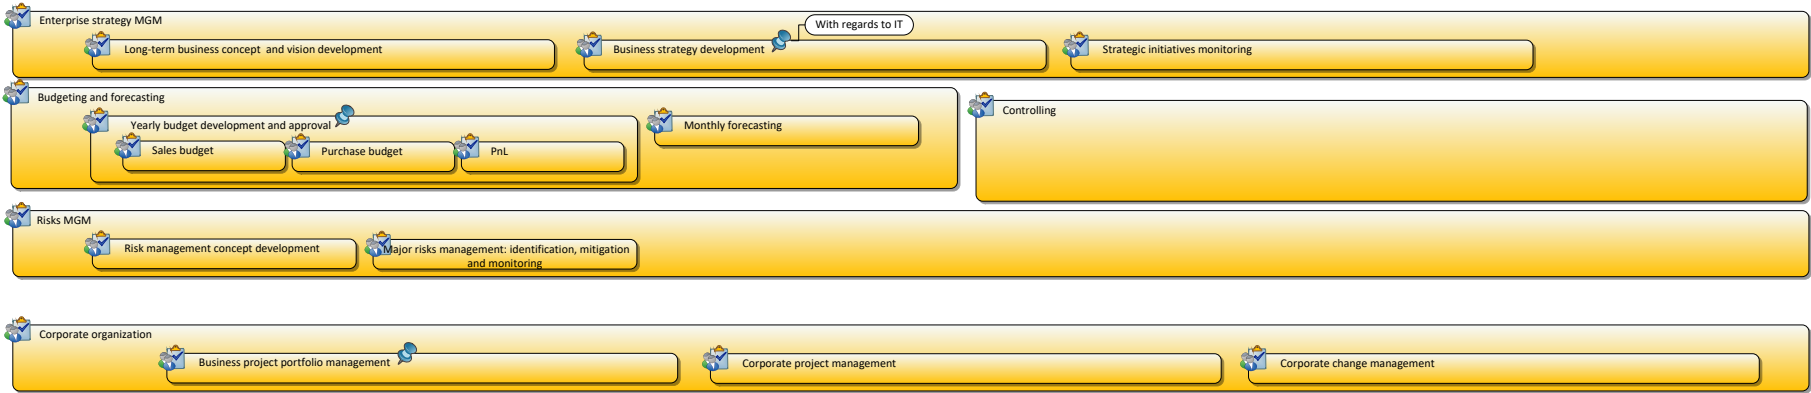 Enterprise strategy MGM
With regards to IT
Long-term business concept and vision development
Business strategy development
Strategic initiatives monitoring
Budgeting and forecasting
Controlling
Yearly budget development and approval
Monthly forecasting
Sales budget
Purchase budget
PnL
Risks MGM
Risk management concept development
Major risks management: identification, mitigation
and monitoring
Corporate organization
Business project portfolio management
Corporate project management
Corporate change management